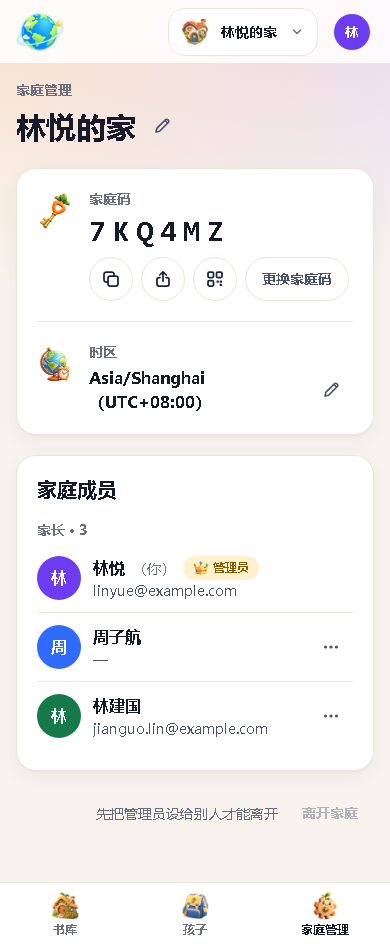 林悦的家
林
家庭管理
林悦的家
家庭码
7KQ4MZ
更换家庭码
时区
Asia/Shanghai
（UTC+08:00）
家庭成员
家长 • 3
林
林悦 （你） 管理员
linyue@example.com
周
周子航
—
林
林建国
jianguo.lin@example.com
先把管理员设给别人才能离开 离开家庭
书库 孩子 家庭管理